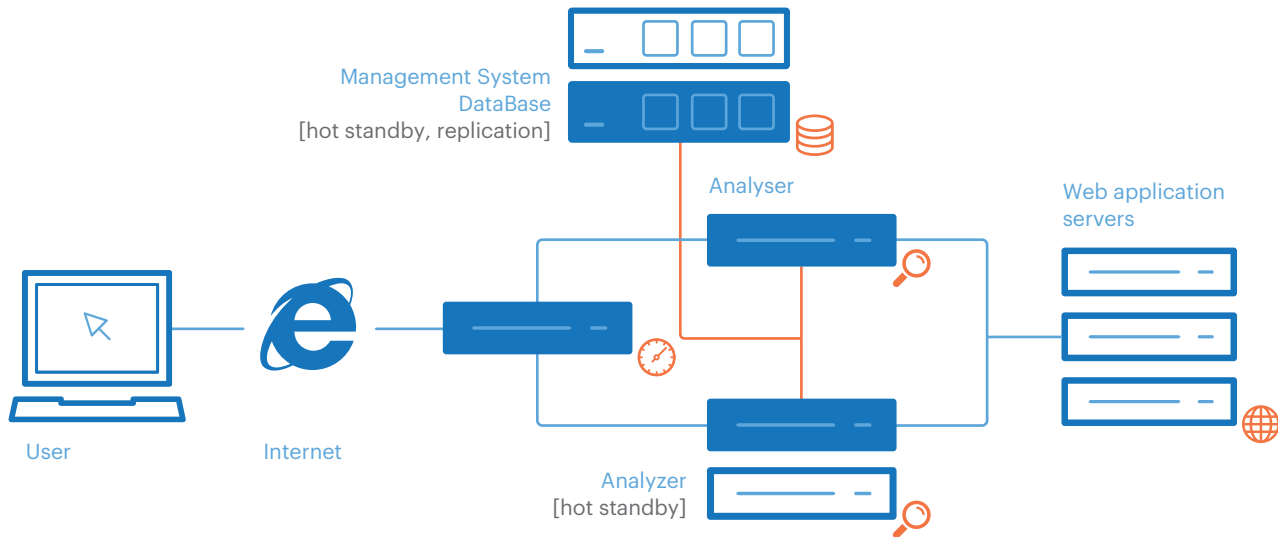 Management System
DataBase
[hot standby, replication]
Analyser
Web application
servers
User
Internet
Analyzer
[hot standby]